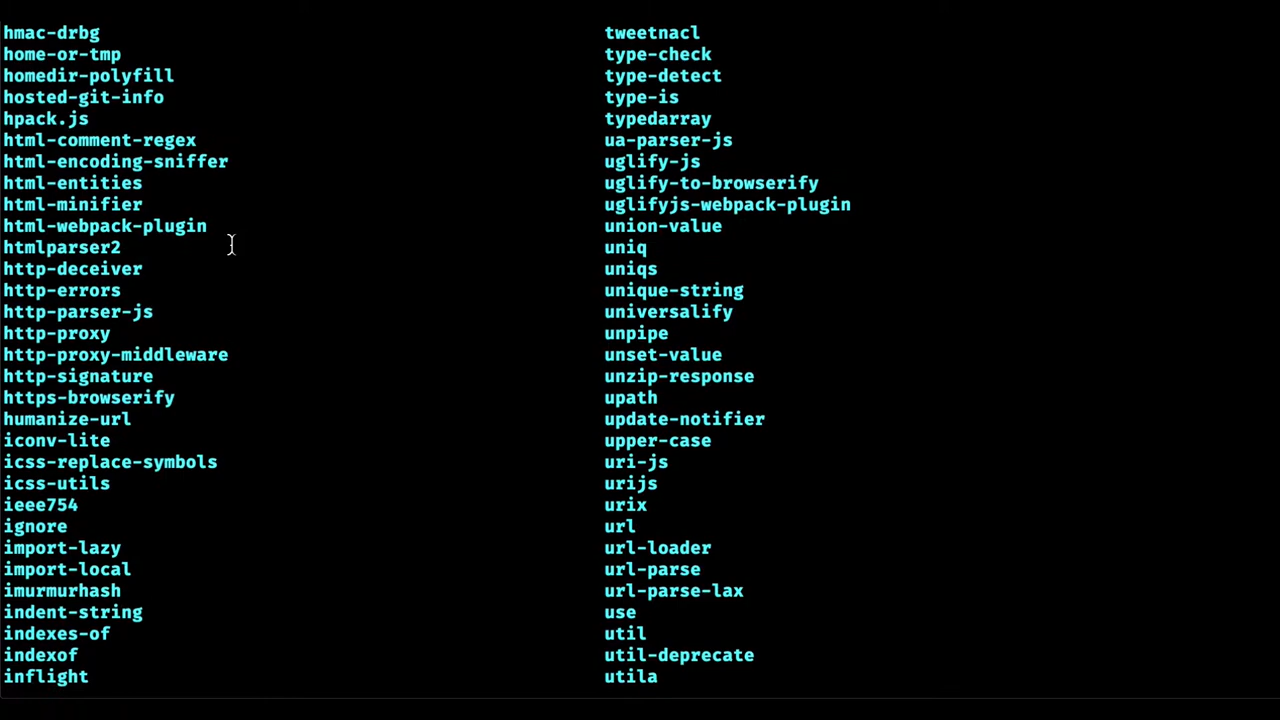 hmac-drbg
home-or-tmp
homedir-polyfill
hosted-git-info
hpack.js
html-comment-regex
html-encoding-sniffer
html-entities
html-minifier
html-webpack-plugin
htmlparser2
http-deceiver
http-errors
http-parser-js
http-proxy
http-proxy-middleware
http-signature
https-browserify
humanize-url
iconv-lite
icss-replace-symbols
icss-utils
ieee754
ignore
import-lazy
import-local
imurmurhash
indent-string
indexes-of
indexof
inflight
tweetnacl
type-check
type-detect
type-is
typedarray
ua-parser-js
uglify-js
uglify-to-browserify
uglifyjs-webpack-plugin
union-value
uniq
uniqs
unique-string
universalify
unpipe
unset-value
unzip-response
upath
update-notifier
upper-case
uri-js
urijs
urix
url
url-loader
url-parse
url-parse-lax
use
util
util-deprecate
utila